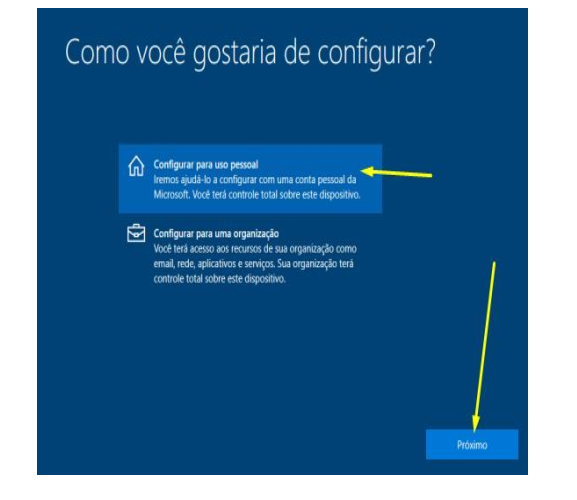 Como você gostaria de configurar?
Configurar para uso pessoal
Iremos ajudá-lo a configurar com uma conta pessoal da
Microsoft. Você terá controle total sobre este dispositivo.
Configurar para uma organização
Você terá acesso aos recursos de sua organização como
email, rede, aplicativos e serviços. Sua organização terá
controle total sobre este dispositivo.
Próximo